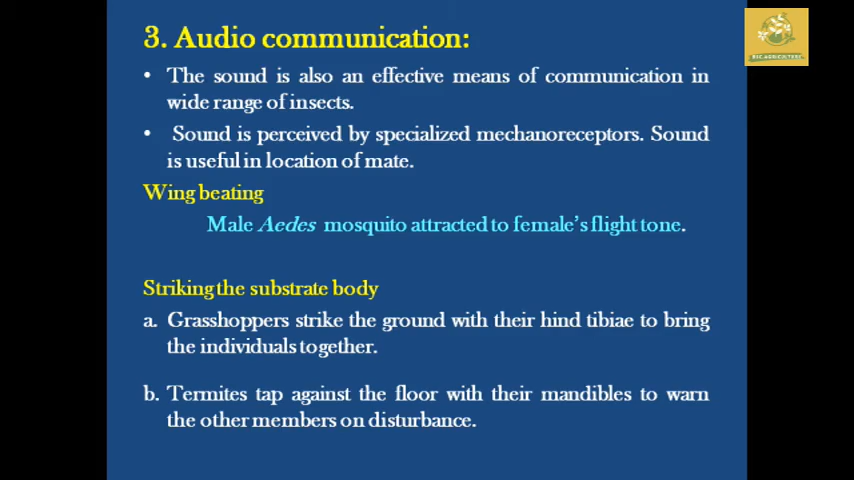 3. Audio communication:
• The sound is also an effective means of communication in
wide range of insects.
• Sound is perceived by specialized mechanoreceptors. Sound
is useful in location of mate.
Wing beating
Male Aedes mosquito attracted to female's flight tone.
Striking the substrate body
a. Grasshoppers strike the ground with their hind tibiae to bring
the individuals together.
b. Termites tap against the floor with their mandibles to warn
the other members on disturbance.
BSC.AGRICULTURE